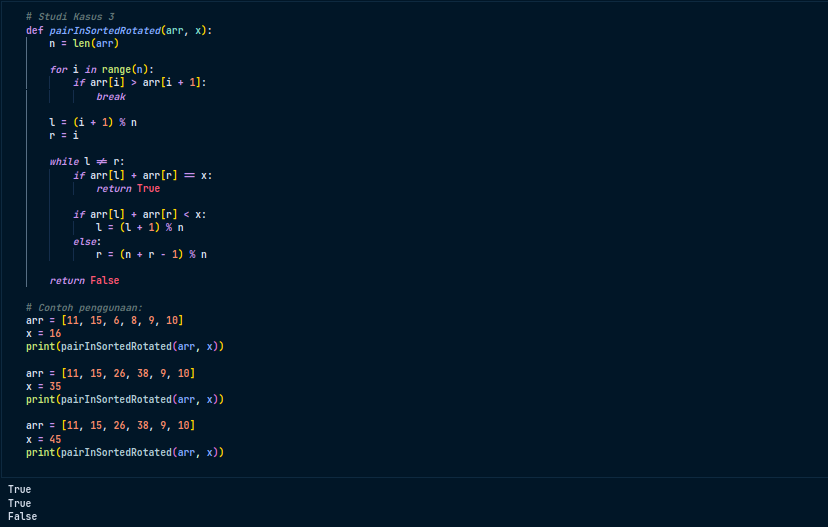 # Studi Kasus 3
def pairInSortedRotated(arr, x):
    n = len(arr)

    for i in range(n):
        if arr[i] > arr[i + 1]:
            break

    l = (i + 1) % n
    r = i

    while l ≠ r:
        if arr[l] + arr[r] == x:
            return True

        if arr[l] + arr[r] < x:
            l = (l + 1) % n
        else:
            r = (n + r - 1) % n

    return False

# Contoh penggunaan:
arr = [11, 15, 6, 8, 9, 10]
x = 16
print(pairInSortedRotated(arr, x))

arr = [11, 15, 26, 38, 9, 10]
x = 35
print(pairInSortedRotated(arr, x))

arr = [11, 15, 26, 38, 9, 10]
x = 45
print(pairInSortedRotated(arr, x))

True
True
False